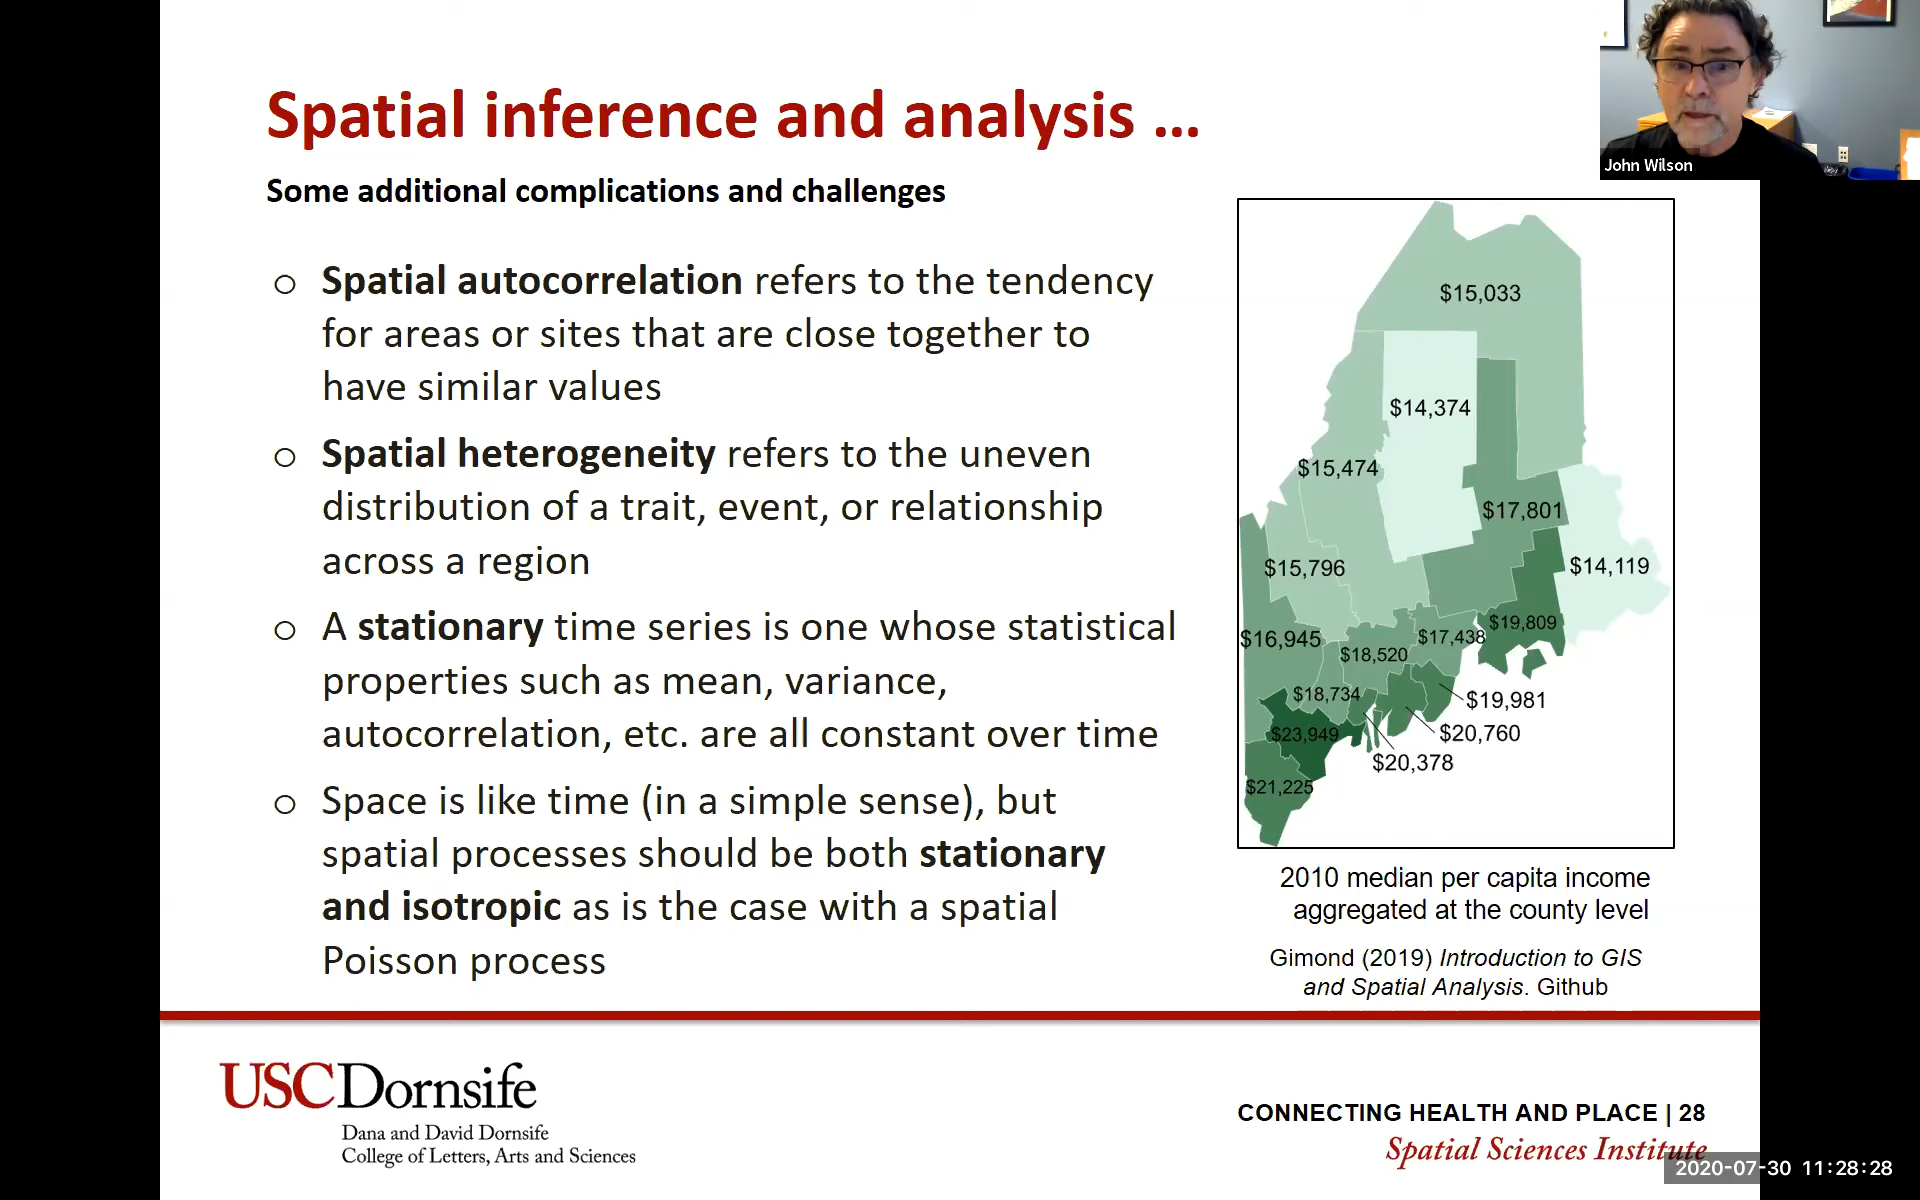 Spatial inference and analysis ...
John Wilson
Some additional complications and challenges
o Spatial autocorrelation refers to the tendency
for areas or sites that are close together to
have similar values
o Spatial heterogeneity refers to the uneven
distribution of a trait, event, or relationship
across a region
o A stationary time series is one whose statistical
properties such as mean, variance,
autocorrelation, etc. are all constant over time
o Space is like time (in a simple sense), but
spatial processes should be both stationary
and isotropic as is the case with a spatial
Poisson process
$15,033
$14,374
$15,474
$17,801
$15,796
$14,119
$19,809
$16,945
$17,438
$18,520
$18,734
$19,981
$23,949
$20,760
$20,378
$21,225
2010 median per capita income
aggregated at the county level
Gimond (2019) Introduction to GIS
and Spatial Analysis. Github
USCDornsife
Dana and David Dornsife
College of Letters, Arts and Sciences
CONNECTING HEALTH AND PLACE | 28
Spatial Sciences Institute
2020-07-30 11:28:28